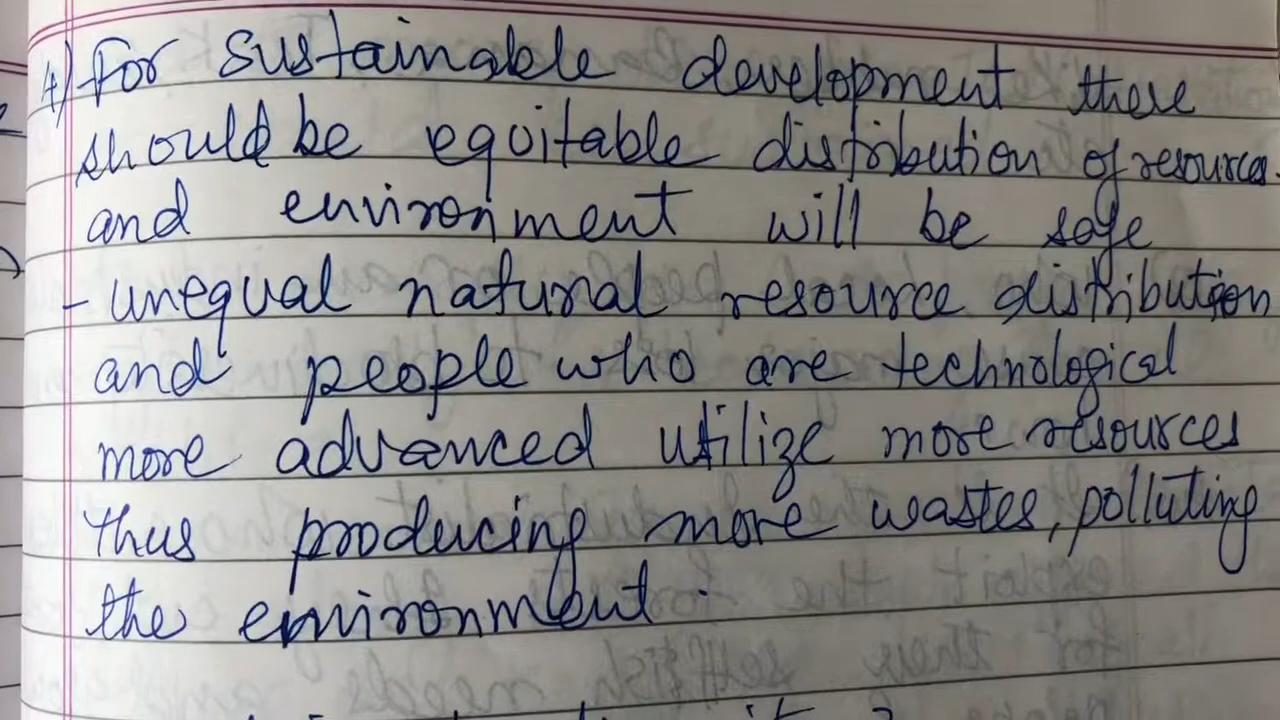 4) For sustainable development there
should be equitable distribution of resources.
and environment will be safe
- unequal natural resource distribution
and people who are technological
more advanced utilize more resources
thus producing more wastes, polluting
the environment.